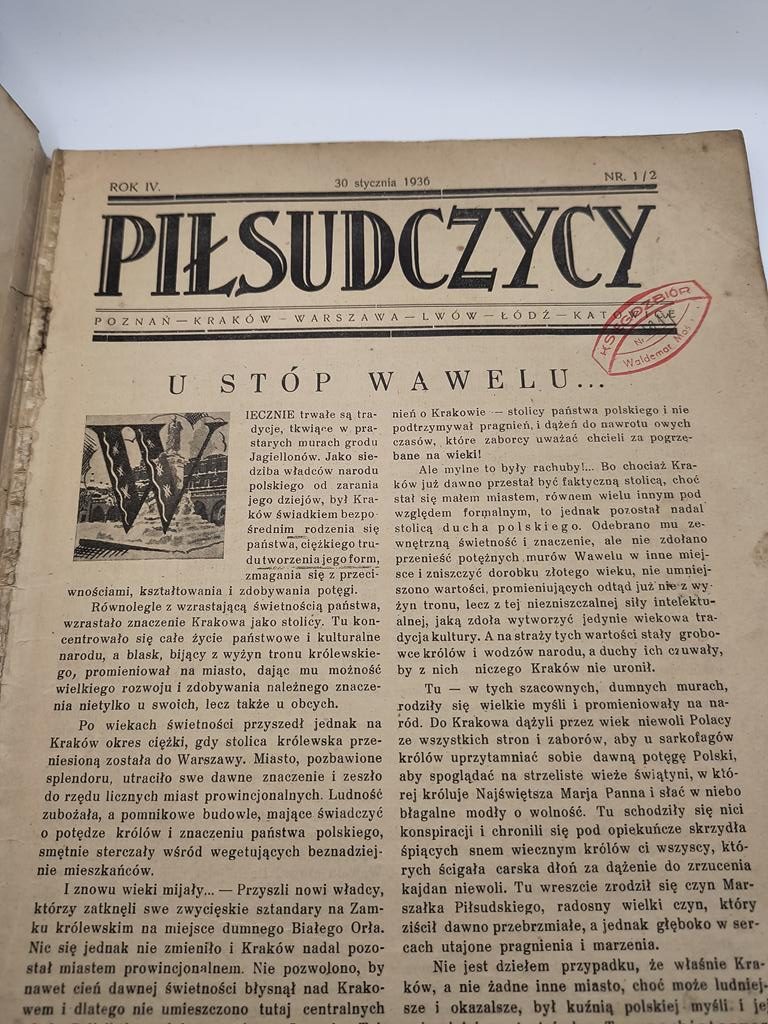 ROK IV.
30 stycznia 1936
NR. 1/2
PIŁSUDCZYCY
POZNAŃ — KRAKÓW — WARSZAWA — LWÓW — ŁÓDŹ — KATOWICE
KSIĘGOZBIÓR
Nr.
Waldemar
U STÓP WAWELU...
WIECZNIE trwałe są tra-
dycje, tkwiące w pra-
starych murach grodu
Jagiellonów. Jako sie-
dziba władców narodu
polskiego od zarania
jego dziejów, był Kra-
ków świadkiem bezpo-
średnim rodzenia się
państwa, ciężkiego tru-
du tworzenia jego form,
zmagania się z przeci-
wnościami, kształtowania i zdobywania potęgi.
Równolegle z wzrastającą świetnością państwa,
wzrastało znaczenie Krakowa jako stolicy. Tu kon-
centrowało się całe życie państwowe i kulturalne
narodu, a blask, bijący z wyżyn tronu królewskie-
go, promieniował na miasto, dając mu możność
wielkiego rozwoju i zdobywania należnego znacze-
nia nietylko u swoich, lecz także u obcych.
Po wiekach świetności przyszedł jednak na
Kraków okres ciężki, gdy stolica królewska prze-
niesioną została do Warszawy. Miasto, pozbawione
splendoru, utraciło swe dawne znaczenie i zeszło
do rzędu licznych miast prowincjonalnych. Ludność
zubożała, a pomnikowe budowle, mające świadczyć
o potędze królów i znaczeniu państwa polskiego,
smętnie sterczały wśród wegetujących beznadziej-
nie mieszkańców.
I znowu wieki mijały... — Przyszli nowi władcy,
którzy zatknęli swe zwycięskie sztandary na Zam-
ku królewskim na miejsce dumnego Białego Orła.
Nic się jednak nie zmieniło i Kraków nadal pozo-
stał miastem prowincjonalnem. Nie pozwolono, by
nawet cień dawnej świetności błysnął nad Krako-
wem i dlatego nie umieszczono tutaj centralnych
nień o Krakowie — stolicy państwa polskiego i nie
podtrzymywał pragnień, i dążeń do nawrotu owych
czasów, które zaborcy uważać chcieli za pogrze-
bane na wieki!
Ale mylne to były rachuby!... Bo chociaż Kra-
ków już dawno przestał być faktyczną stolicą, choć
stał się małem miastem, równem wielu innym pod
względem formalnym, to jednak pozostał nadal
stolicą ducha polskiego. Odebrano mu ze-
wnętrzną świetność i znaczenie, ale nie zdołano
przenieść potężnych murów Wawelu w inne miej-
sce i zniszczyć dorobku złotego wieku, nie umniej-
szono wartości, promieniujących odtąd już nie z wy-
żyn tronu, lecz z tej niezniszczalnej siły intelektu-
alnej, jaką zdoła wytworzyć jedynie wiekowa tra-
dycja kultury. A na straży tych wartości stały grobo-
wce królów i wodzów narodu, a duchy ich czuwały,
by z nich niczego Kraków nie uronił.
Tu — w tych szacownych, dumnych murach,
rodziły się wielkie myśli i promieniowały na na-
ród. Do Krakowa dążyli przez wiek niewoli Polacy
ze wszystkich stron i zaborów, aby u sarkofagów
królów uprzytamniać sobie dawną potęgę Polski,
aby spoglądać na strzeliste wieże świątyni, w któ-
rej króluje Najświętsza Marja Panna i słać w niebo
błagalne modły o wolność. Tu schodziły się nici
konspiracji i chronili się pod opiekuńcze skrzydła
śpiących snem wiecznym królów ci wszyscy, któ-
rych ścigała carska dłoń za dążenie do zrzucenia
kajdan niewoli. Tu wreszcie zrodził się czyn Mar-
szałka Piłsudskiego, radosny wielki czyn, który
ziścił dawno przebrzmiałe, a jednak głęboko w ser-
cach utajone pragnienia i marzenia.
Nie jest dziełem przypadku, że właśnie Kra-
ków, a nie żadne inne miasto, choć może ludniej-
sze i okazalsze, był kuźnią polskiej myśli i jej